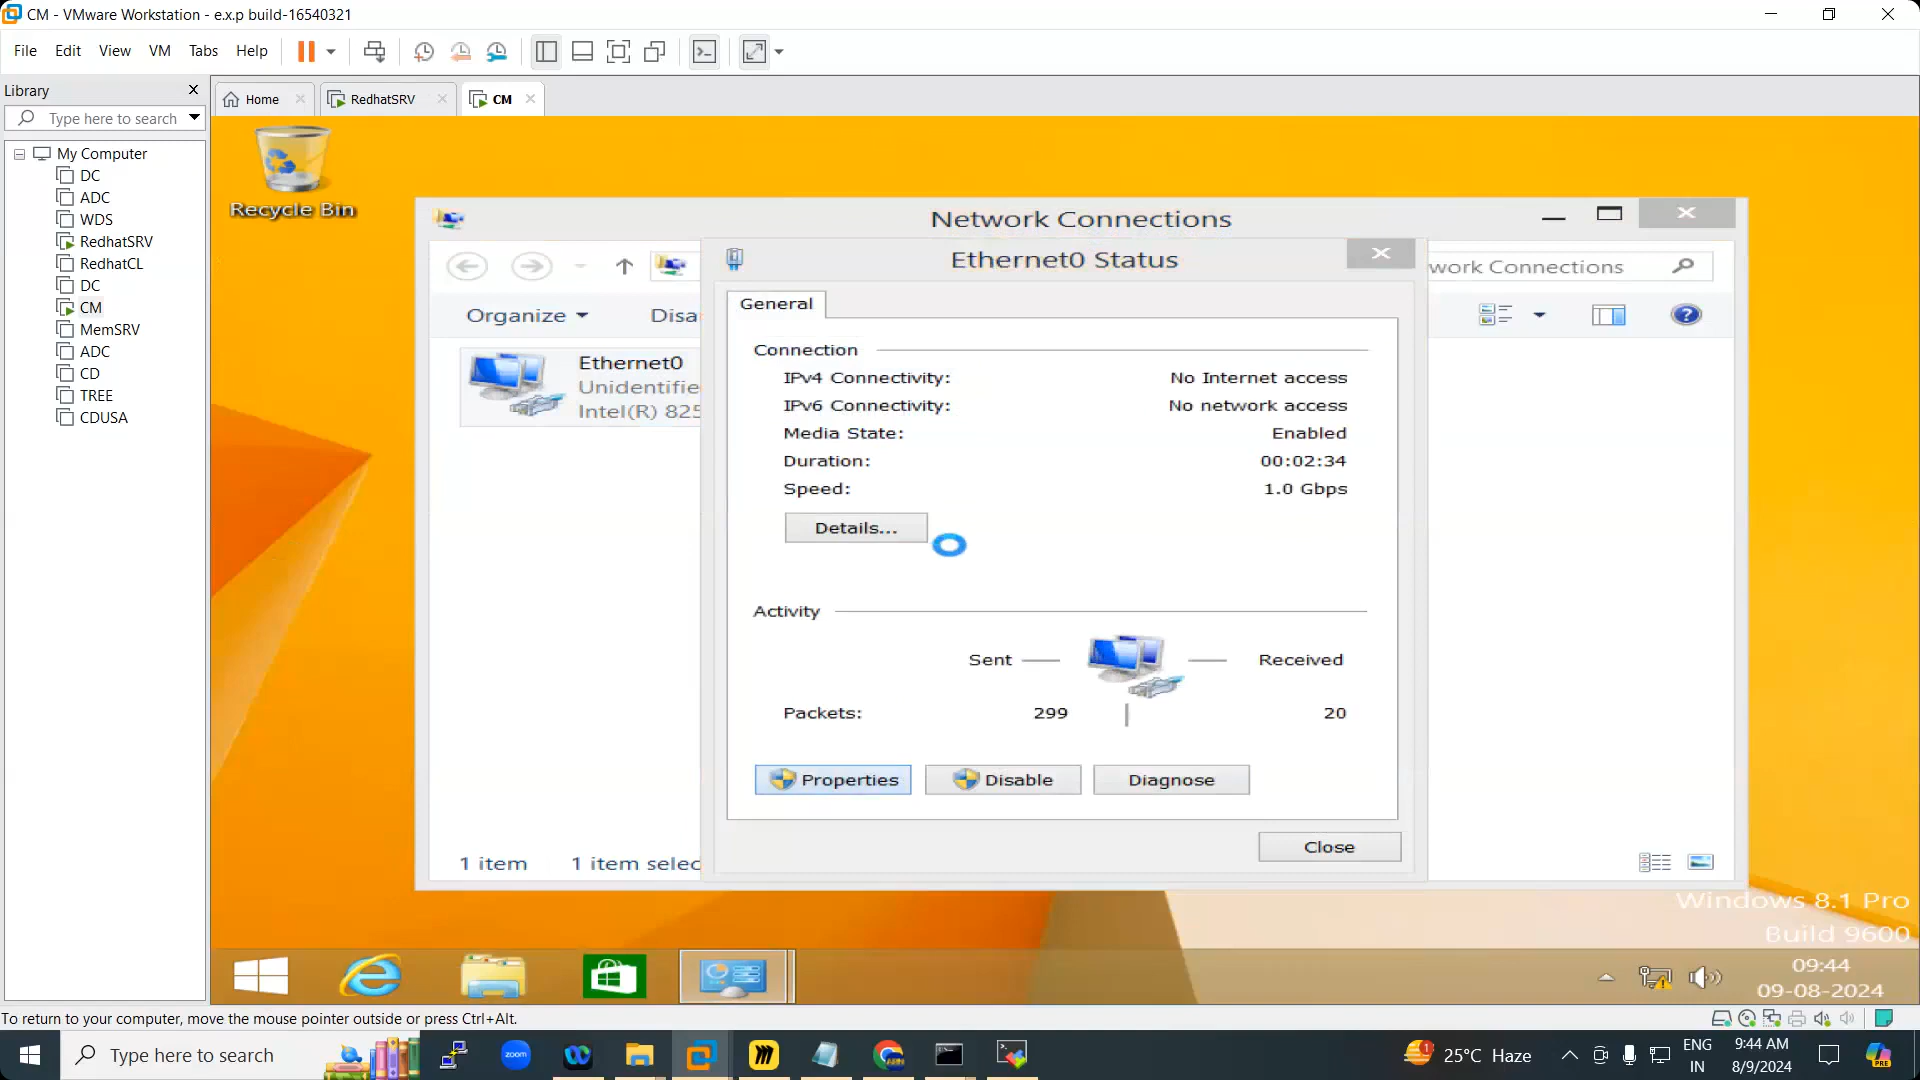 CM - VMware Workstation - e.x.p build-16540321
File Edit View VM Tabs Help
Library
Type here to search
My Computer
DC
ADC
WDS
RedhatSRV
RedhatCL
DC
CM
MemSRV
ADC
CD
TREE
CDUSA
Home RedhatSRV CM
Recycle Bin
Network Connections
Ethernet0 Status
work Connections
Organize Disa
General
Ethernet0
Unidentifie
Intel(R) 825
Connection
IPv4 Connectivity: No Internet access
IPv6 Connectivity: No network access
Media State: Enabled
Duration: 00:02:34
Speed: 1.0 Gbps
Details...
Activity
Sent Received
Packets: 299 20
Properties Disable Diagnose
Close
1 item 1 item selec
Windows 8.1 Pro
Build 9600
09:44
09-08-2024
To return to your computer, move the mouse pointer outside or press Ctrl+Alt.
Type here to search
zoom
1
25°C Haze
ENG
IN
9:44 AM
8/9/2024
PRE